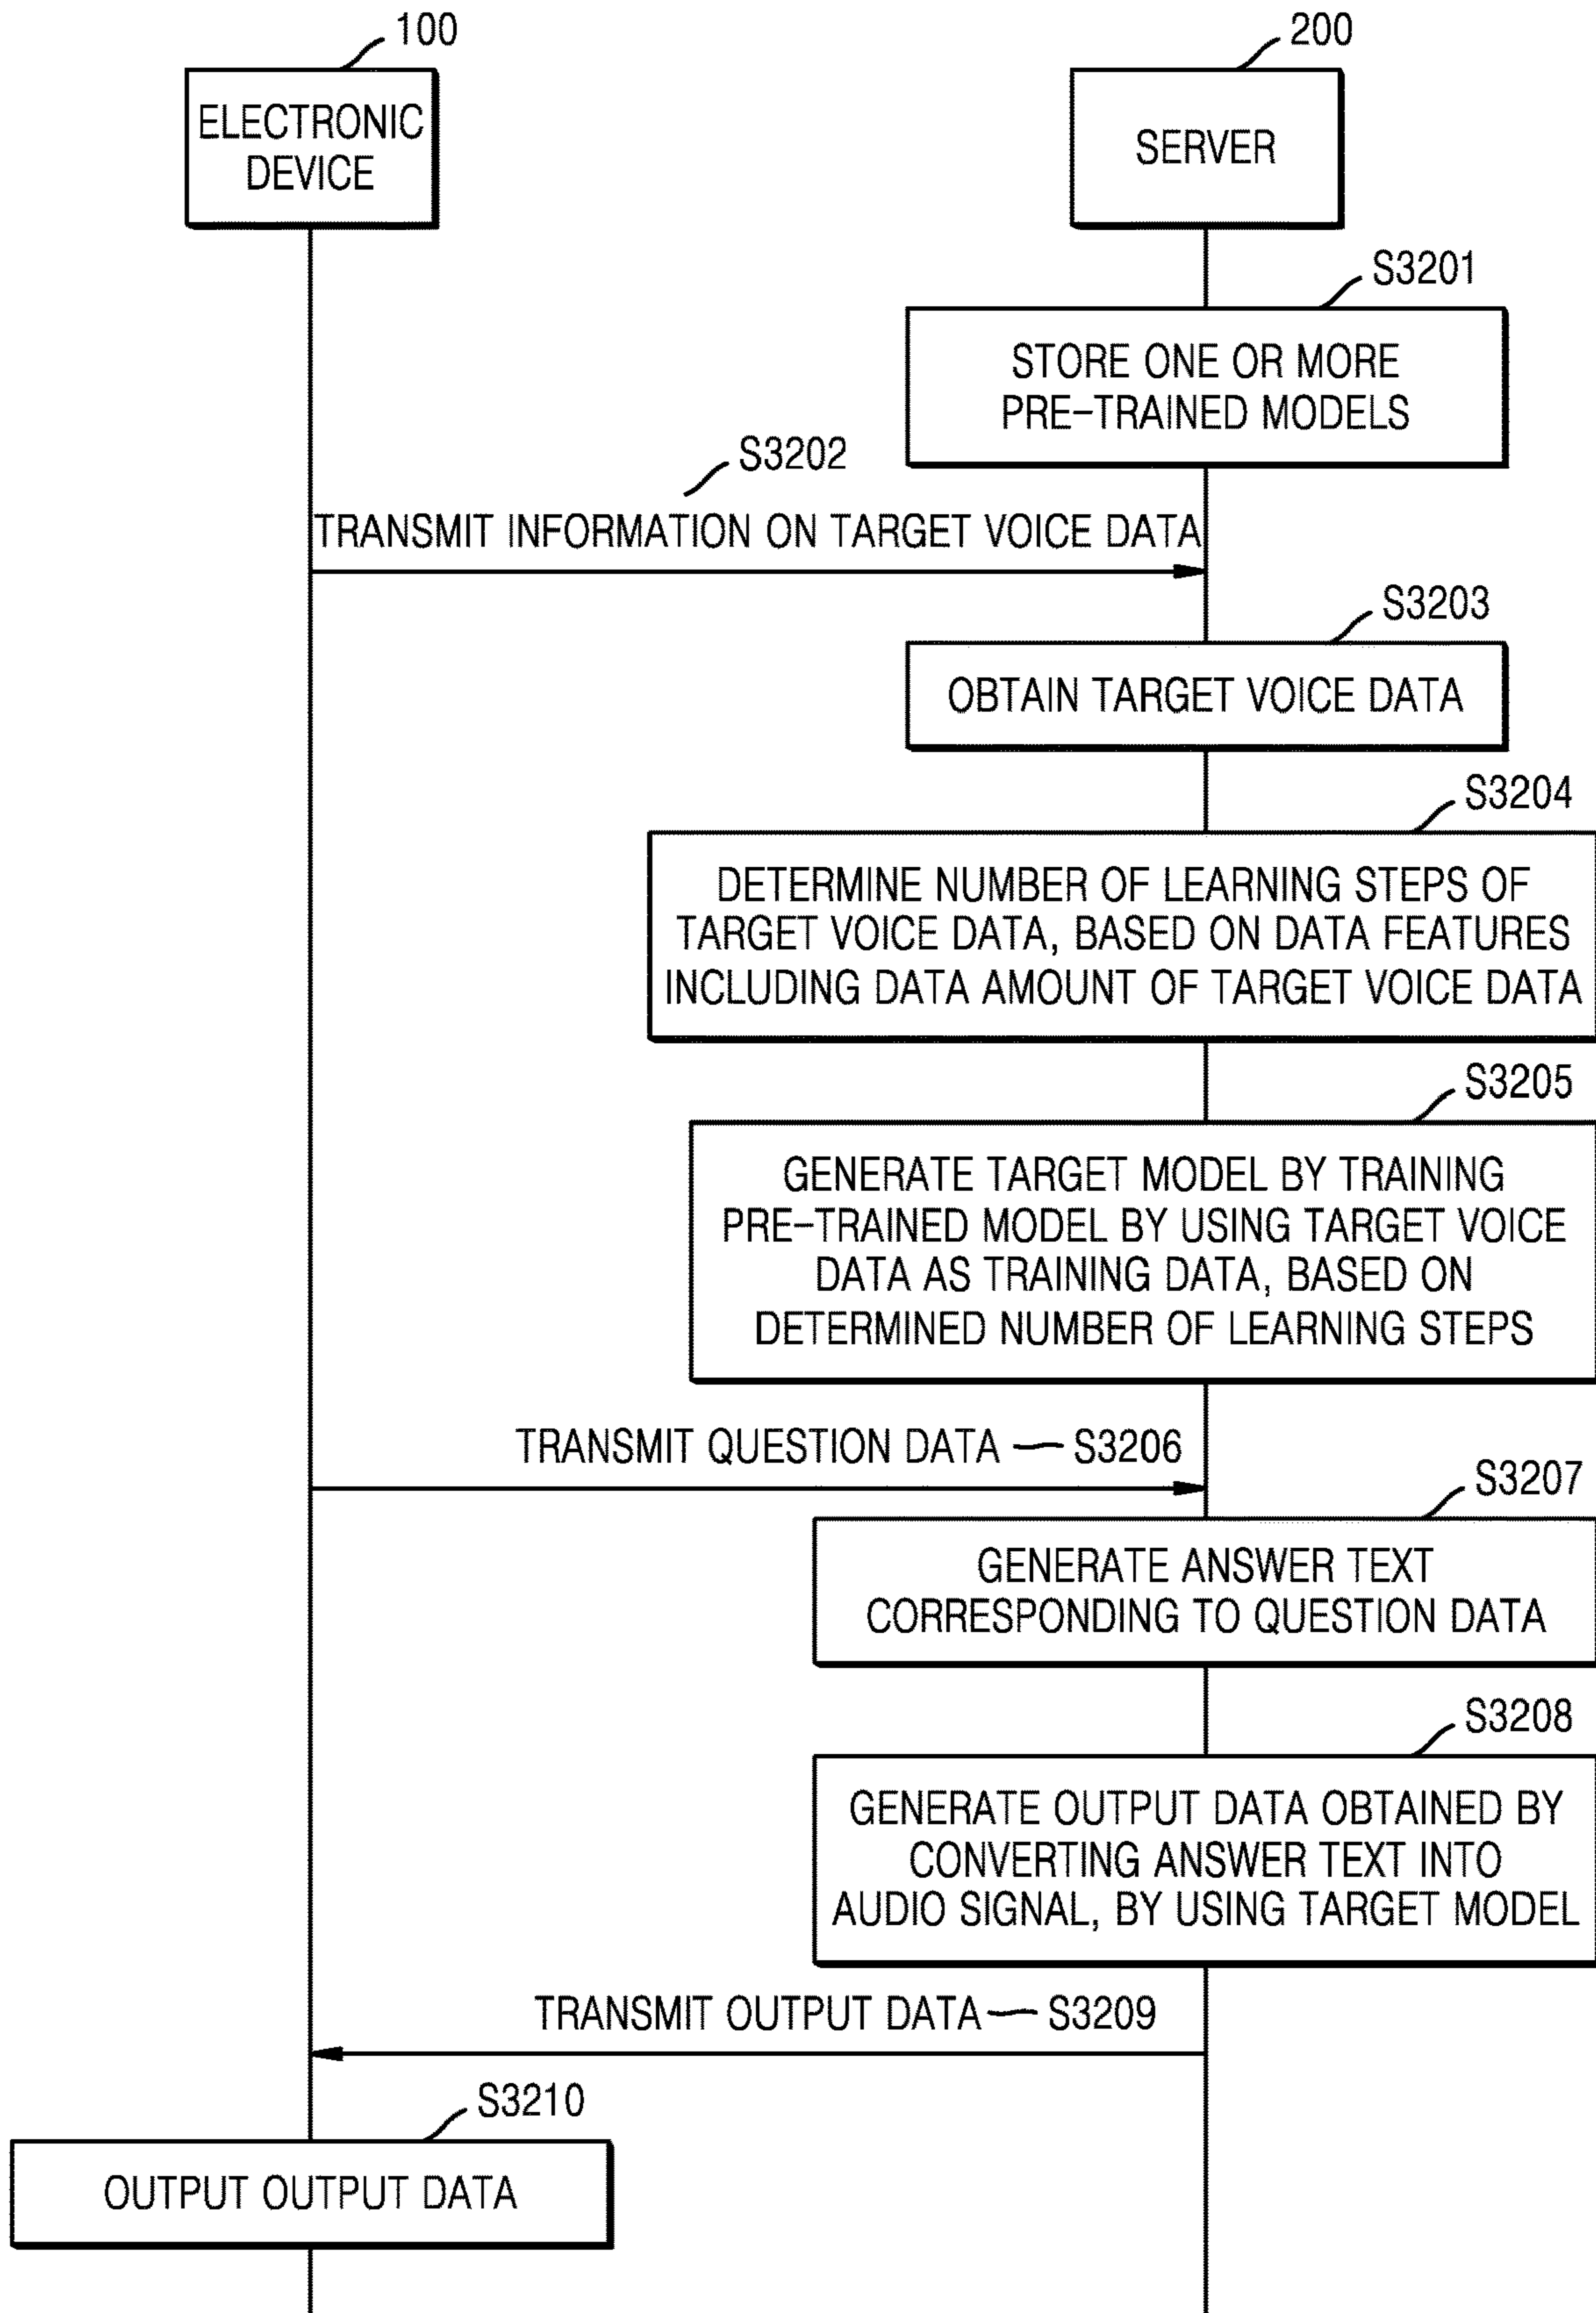 100
200
ELECTRONIC
DEVICE
SERVER
S3201
STORE ONE OR MORE
PRE-TRAINED MODELS
S3202
TRANSMIT INFORMATION ON TARGET VOICE DATA
S3203
OBTAIN TARGET VOICE DATA
S3204
DETERMINE NUMBER OF LEARNING STEPS OF
TARGET VOICE DATA, BASED ON DATA FEATURES
INCLUDING DATA AMOUNT OF TARGET VOICE DATA
S3205
GENERATE TARGET MODEL BY TRAINING
PRE-TRAINED MODEL BY USING TARGET VOICE
DATA AS TRAINING DATA, BASED ON
DETERMINED NUMBER OF LEARNING STEPS
TRANSMIT QUESTION DATA S3206
S3207
GENERATE ANSWER TEXT
CORRESPONDING TO QUESTION DATA
S3208
GENERATE OUTPUT DATA OBTAINED BY
CONVERTING ANSWER TEXT INTO
AUDIO SIGNAL, BY USING TARGET MODEL
TRANSMIT OUTPUT DATA S3209
S3210
OUTPUT OUTPUT DATA